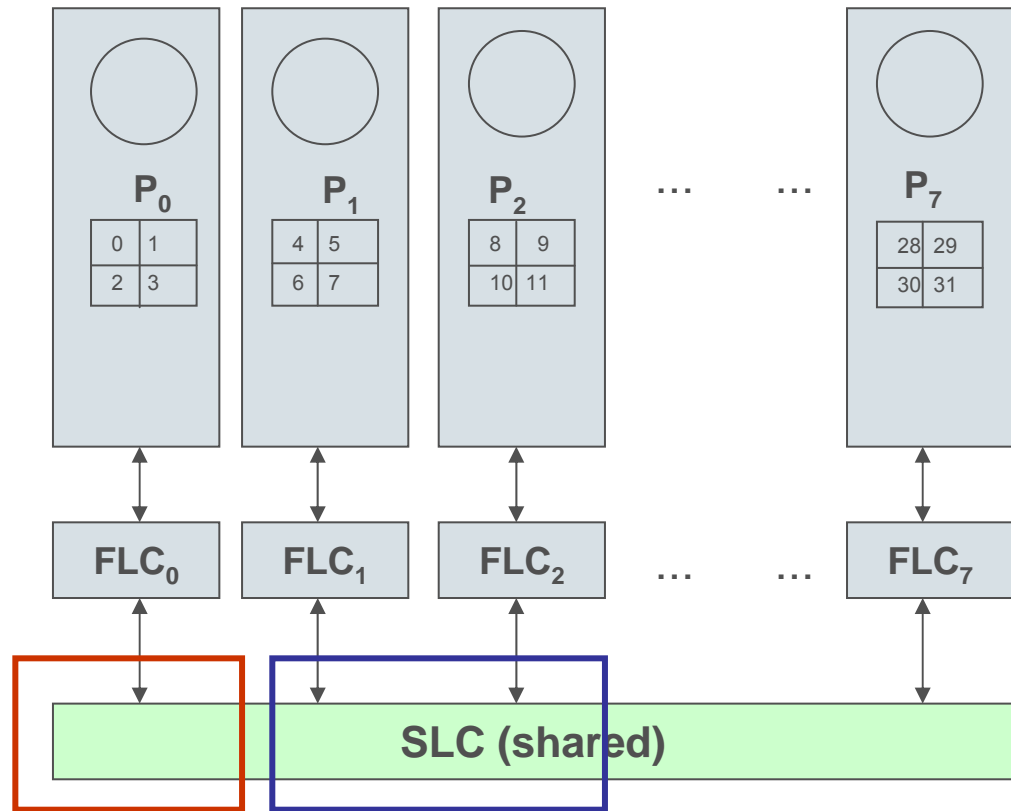 P0 P1 P2 ... ... P7
0 1 4 5 8 9 28 29
2 3 6 7 10 11 30 31
FLC0 FLC1 FLC2 ... ... FLC7
SLC (shared)